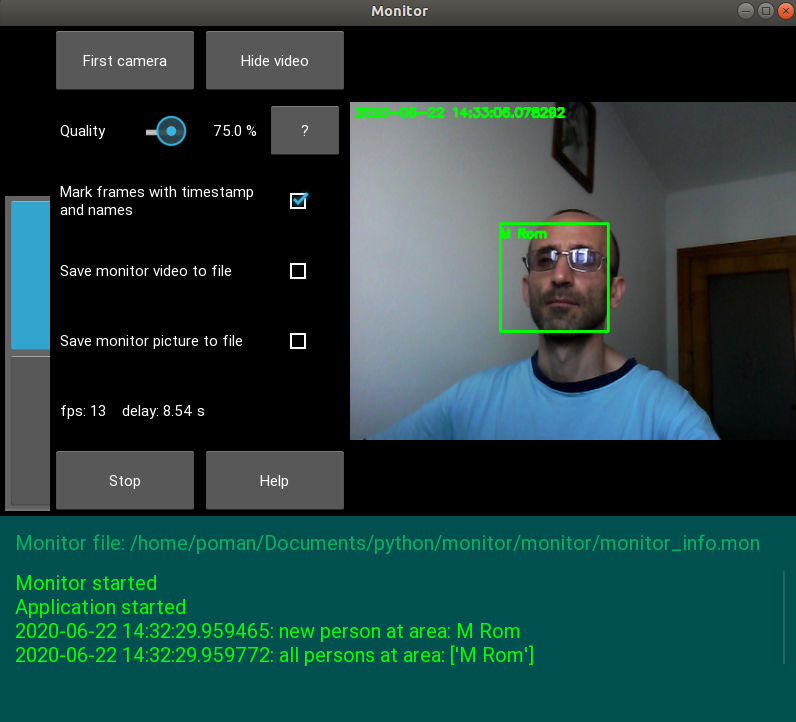 Monitor
First camera
Hide video
Quality
75.0 %
?
Mark frames with timestamp
and names
Save monitor video to file
Save monitor picture to file
fps: 13 delay: 8.54 s
Stop
Help
2020-06-22 14:33:06.078292
M Rom
Monitor file: /home/poman/Documents/python/monitor/monitor/monitor_info.mon
Monitor started
Application started
2020-06-22 14:32:29.959465: new person at area: M Rom
2020-06-22 14:32:29.959772: all persons at area: ['M Rom']